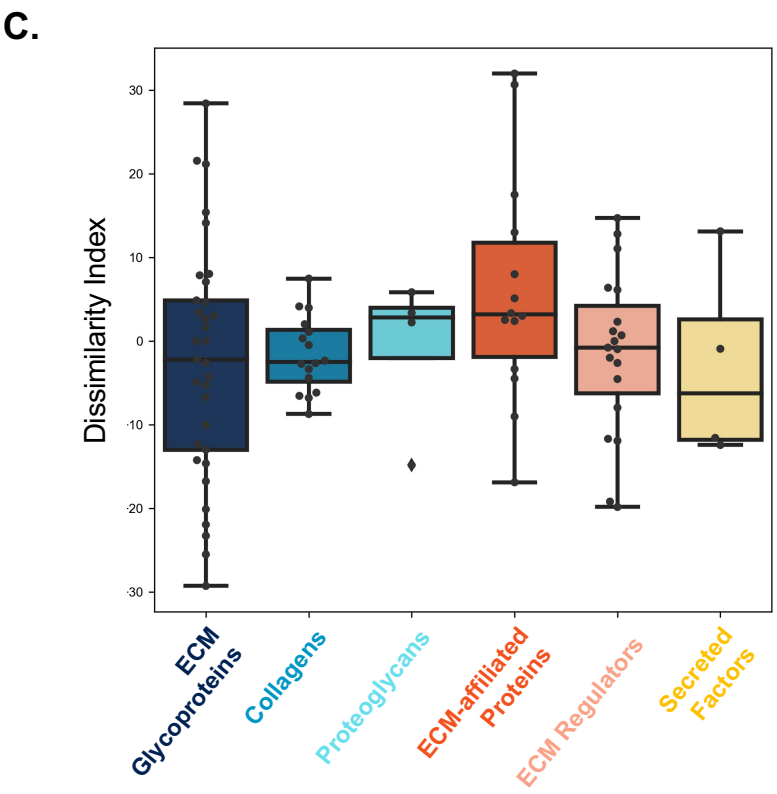 C.
Dissimilarity Index
30
20
10
0
-10
-20
-30
ECM
Glycoproteins
Collagens
Proteoglycans
ECM-affiliated
Proteins
ECM Regulators
Secreted
Factors